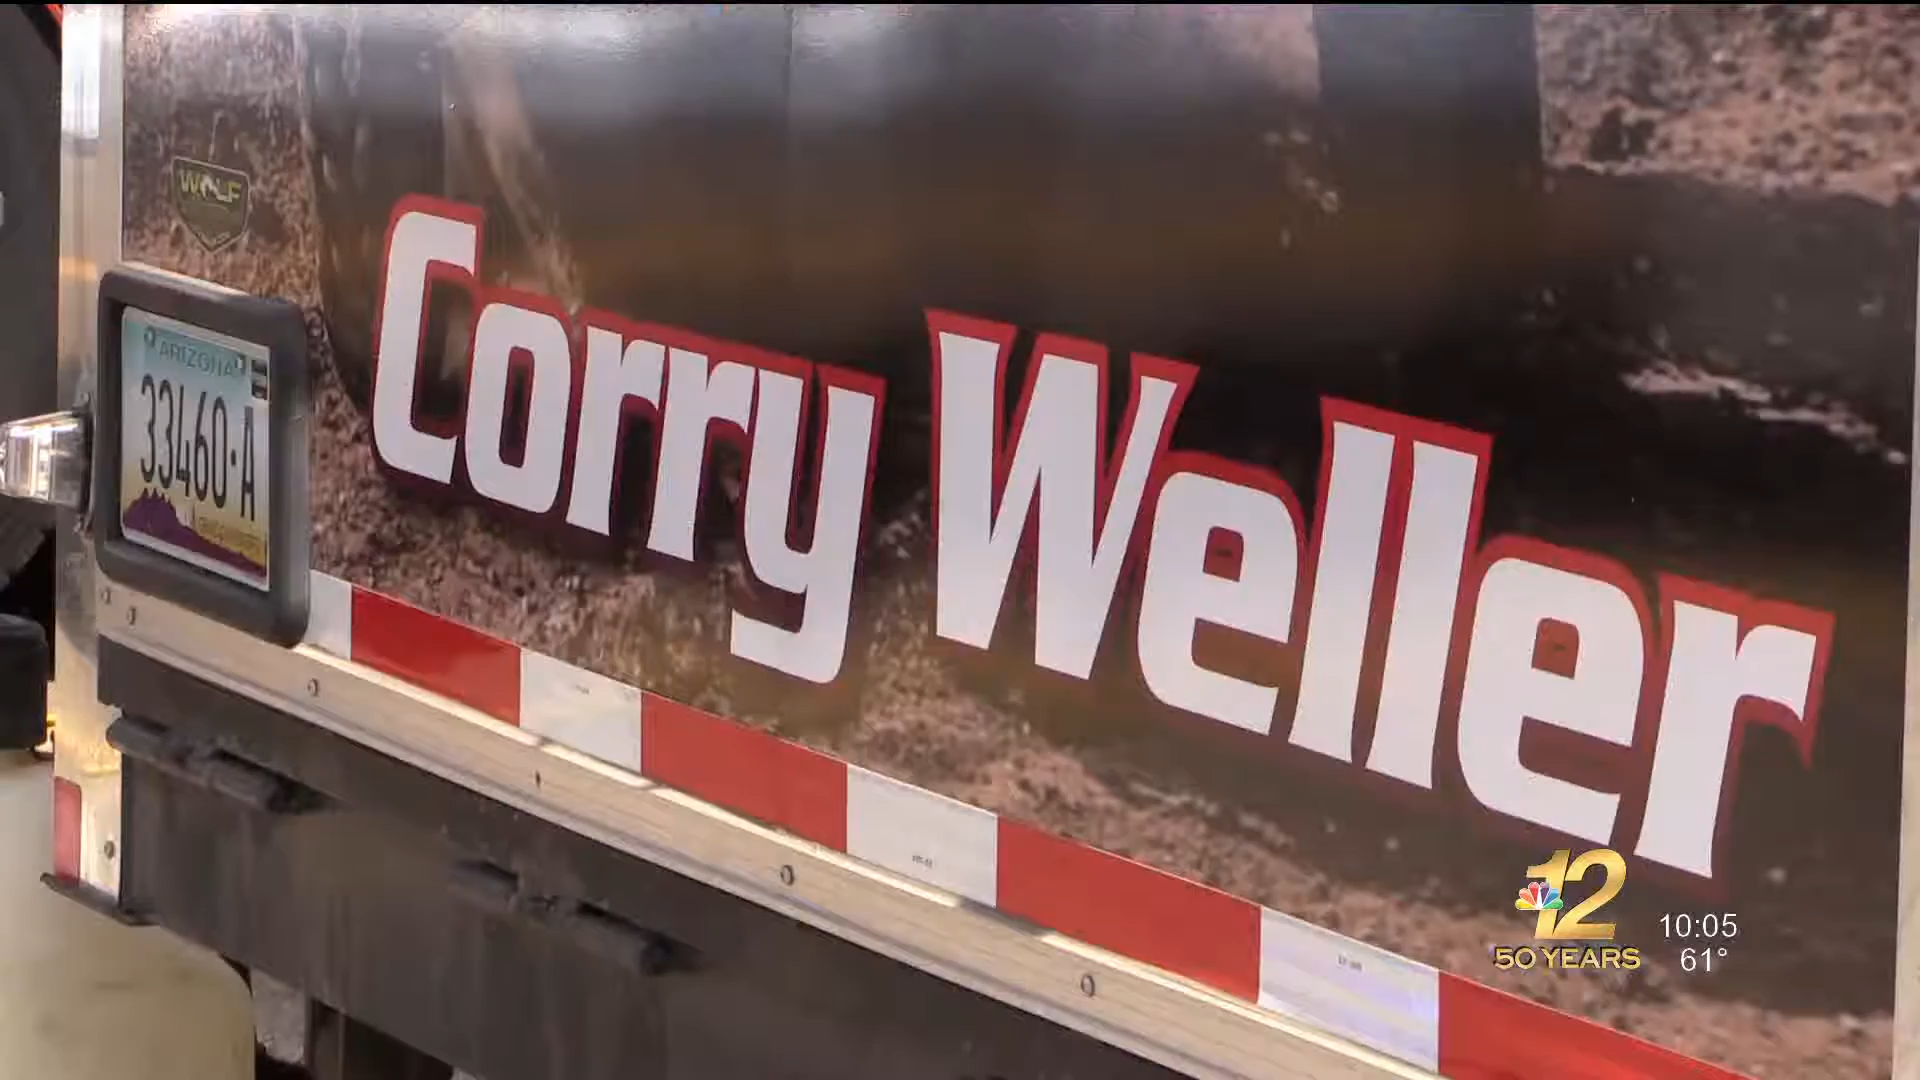 WOLF
ARIZONA
33460-A
Corry Weller
12
50 YEARS
10:05
61°